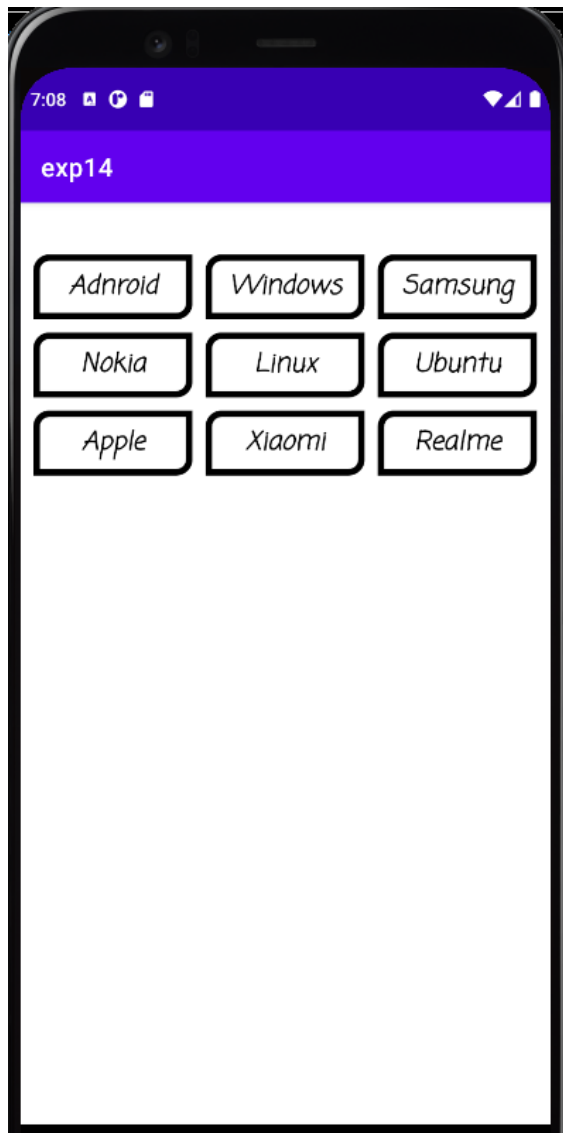 7:08
exp14
Adnroid Windows Samsung
Nokia Linux Ubuntu
Apple Xiaomi Realme